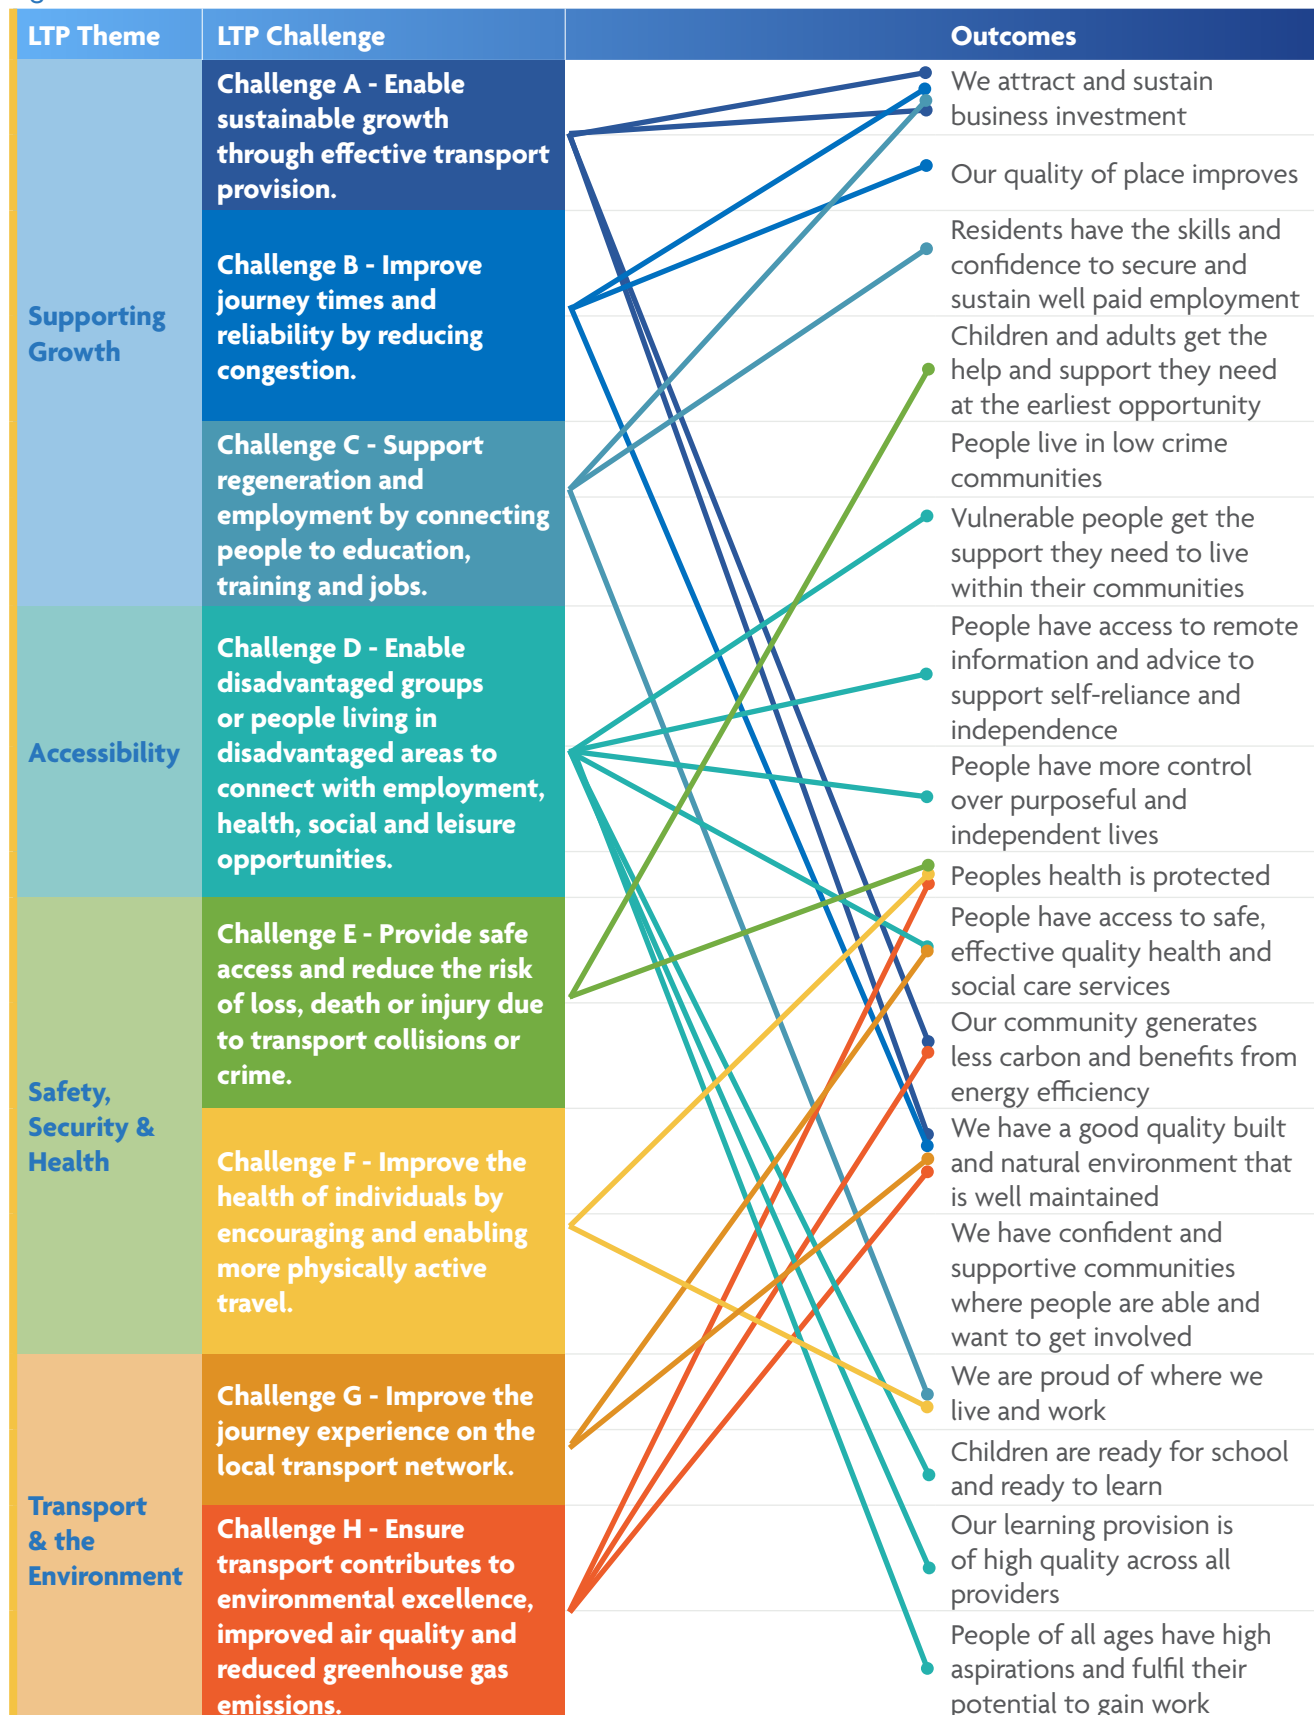 LTP Theme
LTP Challenge
Outcomes
Supporting
Growth
Challenge A - Enable
sustainable growth
through effective transport
provision.
Challenge B - Improve
journey times and
reliability by reducing
congestion.
Challenge C - Support
regeneration and
employment by connecting
people to education,
training and jobs.
Accessibility
Challenge D - Enable
disadvantaged groups
or people living in
disadvantaged areas to
connect with employment,
health, social and leisure
opportunities.
Safety,
Security &
Health
Challenge E - Provide safe
access and reduce the risk
of loss, death or injury due
to transport collisions or
crime.
Challenge F - Improve the
health of individuals by
encouraging and enabling
more physically active
travel.
Transport
& the
Environment
Challenge G - Improve the
journey experience on the
local transport network.
Challenge H - Ensure
transport contributes to
environmental excellence,
improved air quality and
reduced greenhouse gas
emissions.
We attract and sustain
business investment
Our quality of place improves
Residents have the skills and
confidence to secure and
sustain well paid employment
Children and adults get the
help and support they need
at the earliest opportunity
People live in low crime
communities
Vulnerable people get the
support they need to live
within their communities
People have access to remote
information and advice to
support self-reliance and
independence
People have more control
over purposeful and
independent lives
Peoples health is protected
People have access to safe,
effective quality health and
social care services
Our community generates
less carbon and benefits from
energy efficiency
We have a good quality built
and natural environment that
is well maintained
We have confident and
supportive communities
where people are able and
want to get involved
We are proud of where we
live and work
Children are ready for school
and ready to learn
Our learning provision is
of high quality across all
providers
People of all ages have high
aspirations and fulfil their
potential to gain work